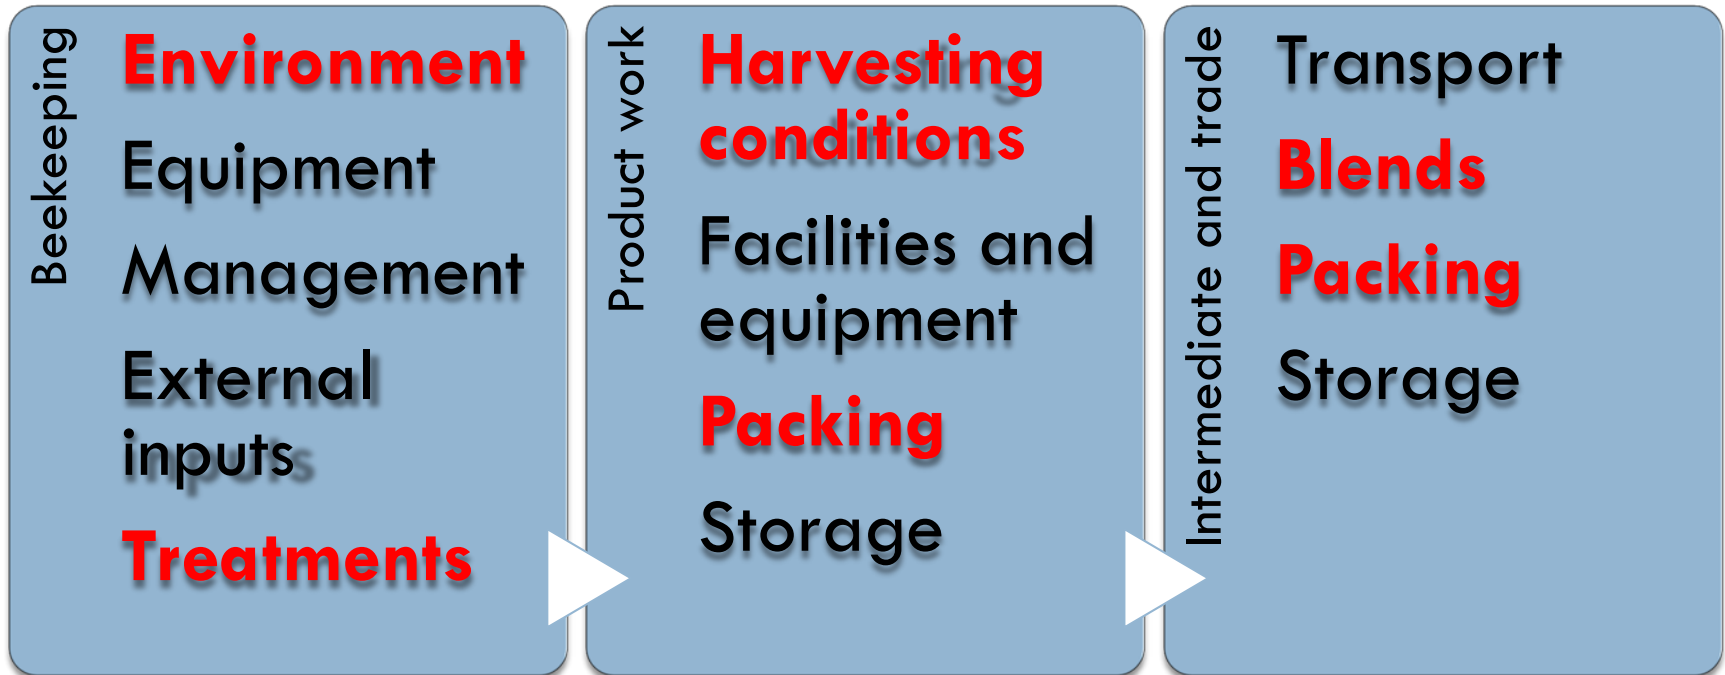 Beekeeping
Environment
Equipment
Management
External
inputs
Treatments
Product work
Harvesting
conditions
Facilities and
equipment
Packing
Storage
Intermediate and trade
Transport
Blends
Packing
Storage